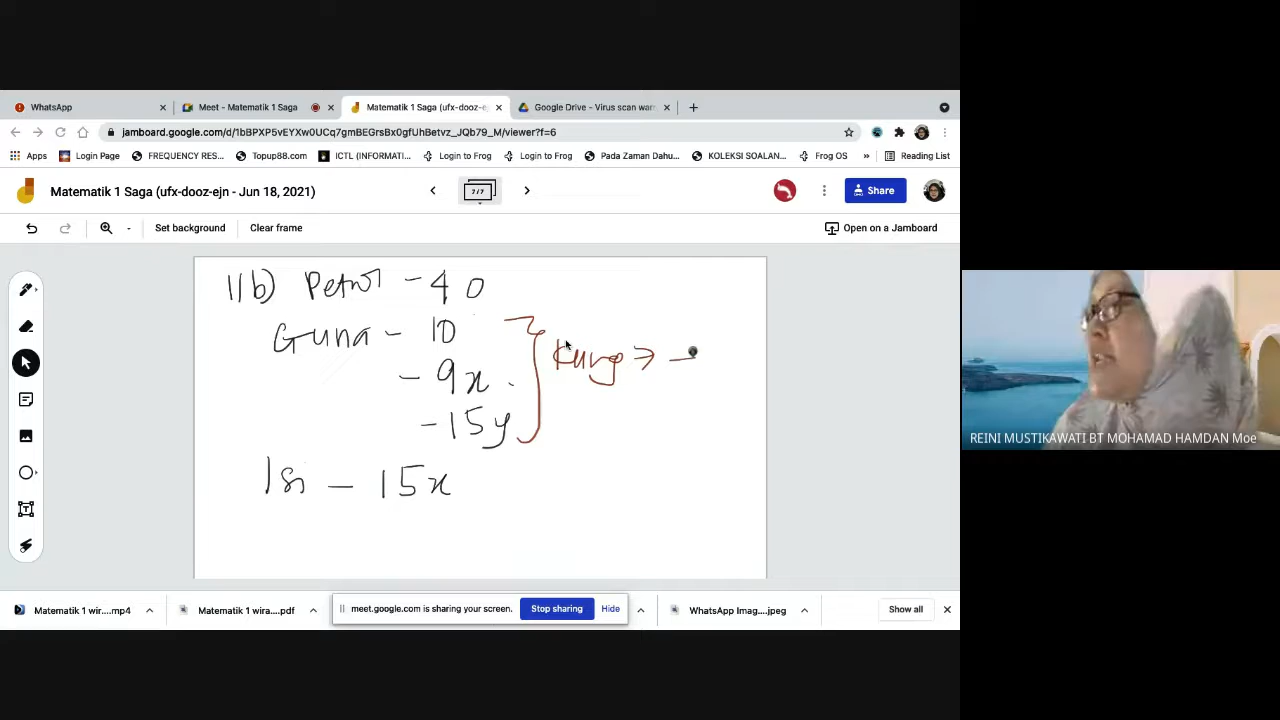 WhatsApp
Meet - Matematik 1 Saga
Matematik 1 Saga (ufx-dooz-e
Google Drive - Virus scan warn
jamboard.google.com/d/1bBPXP5vEYXw0UCq7gmBEGrsBx0gfUhBetvz_JQb79_M/viewer?f=6
Apps
Login Page
FREQUENCY RES...
Topup88.com
ICTL (INFORMATI...
Login to Frog
Login to Frog
Pada Zaman Dahu...
KOLEKSI SOALAN...
Frog OS
»
Reading List
Matematik 1 Saga (ufx-dooz-ejn - Jun 18, 2021)
7/7
Share
Set background
Clear frame
Open on a Jamboard
11b) Petrol - 40
Guna - 10
- 9x
- 15y
Kurg → -
Isi - 15x
REINI MUSTIKAWATI BT MOHAMAD HAMDAN Moe
Matematik 1 wir....mp4
Matematik 1 wira....pdf
meet.google.com is sharing your screen.
Stop sharing
Hide
WhatsApp Imag....jpeg
Show all